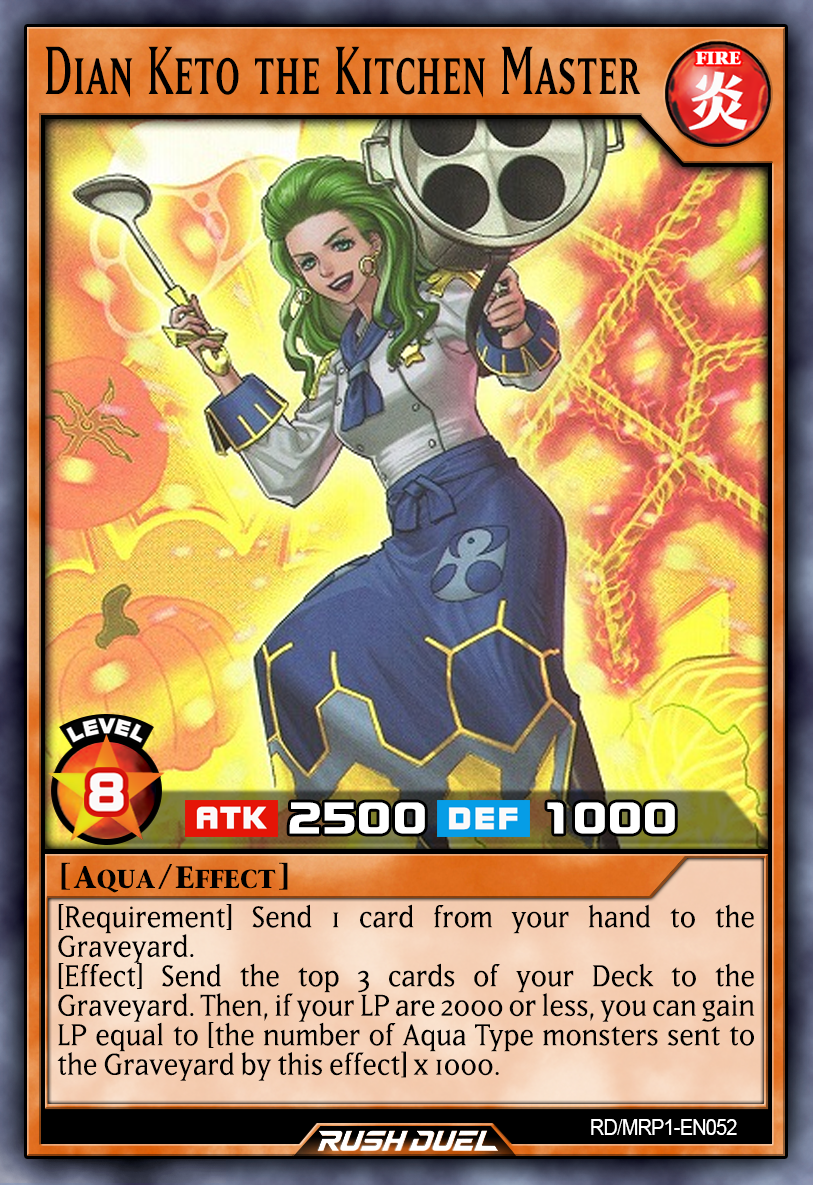 Dian Keto the Kitchen Master
FIRE
炎
LEVEL
8
ATK 2500 DEF 1000
[Aqua/Effect]
[Requirement] Send 1 card from your hand to the
Graveyard.
[Effect] Send the top 3 cards of your Deck to the
Graveyard. Then, if your LP are 2000 or less, you can gain
LP equal to [the number of Aqua Type monsters sent to
the Graveyard by this effect] x 1000.
RUSH DUEL
RD/MRP1-EN052